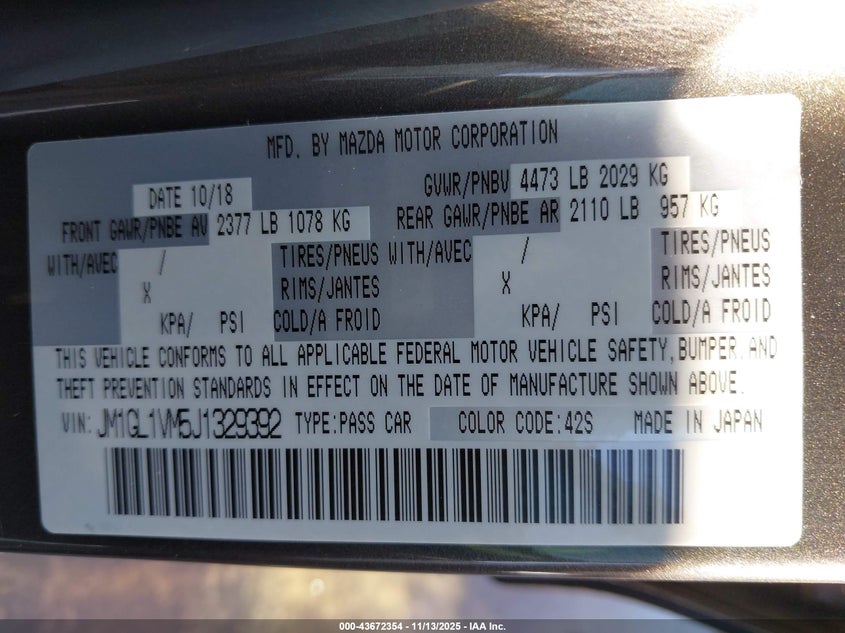 MFD. BY MAZDA MOTOR CORPORATION
DATE 10/18 GVWR/PNBV 4473 LB 2029 KG
FRONT GAWR/PNBE AV 2377 LB 1078 KG REAR GAWR/PNBE AR 2110 LB 957 KG
WITH/AVEC / TIRES/PNEUS WITH/AVEC / TIRES/PNEUS
X RIMS/JANTES X RIMS/JANTES
KPA/ PSI COLD/A FROID KPA/ PSI COLD/A FROID
THIS VEHICLE CONFORMS TO ALL APPLICABLE FEDERAL MOTOR VEHICLE SAFETY, BUMPER, AND
THEFT PREVENTION STANDARDS IN EFFECT ON THE DATE OF MANUFACTURE SHOWN ABOVE.
VIN: JM1GL1VM5J1329392 TYPE:PASS CAR COLOR CODE:42S MADE IN JAPAN
000-43672354 - 11/13/2025 - IAA Inc.